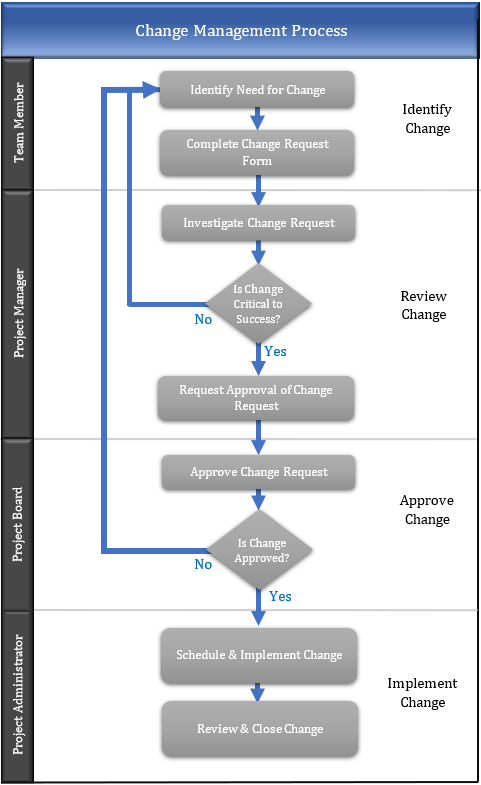 Change Management Process
Team Member
Identify Need for Change
Identify
Change
Complete Change Request
Form
Project Manager
Investigate Change Request
Is Change
Critical to
Success?
Review
Change
No
Yes
Request Approval of Change
Request
Project Board
Approve Change Request
Approve
Change
Is Change
Approved?
No
Yes
Project Administrator
Schedule & Implement Change
Implement
Change
Review & Close Change